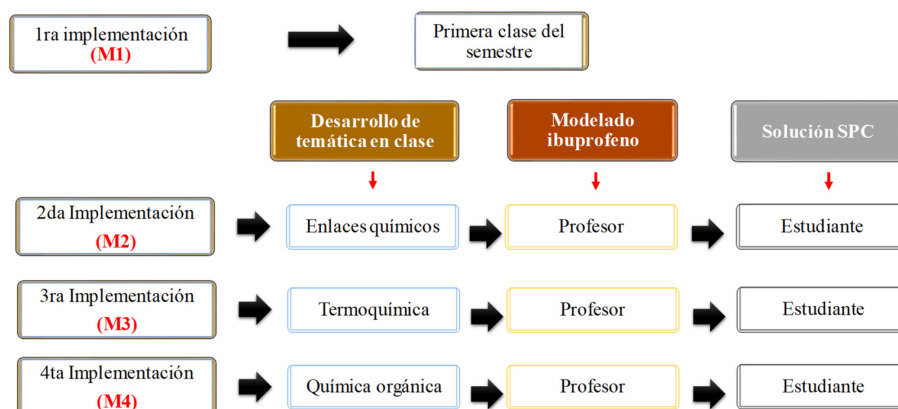 1ra implementación
(M1)
Primera clase del
semestre
Desarrollo de
temática en clase
Modelado
ibuprofeno
Solución SPC
2da Implementación
(M2)
Enlaces químicos
Profesor
Estudiante
3ra Implementación
(M3)
Termoquímica
Profesor
Estudiante
4ta Implementación
(M4)
Química orgánica
Profesor
Estudiante